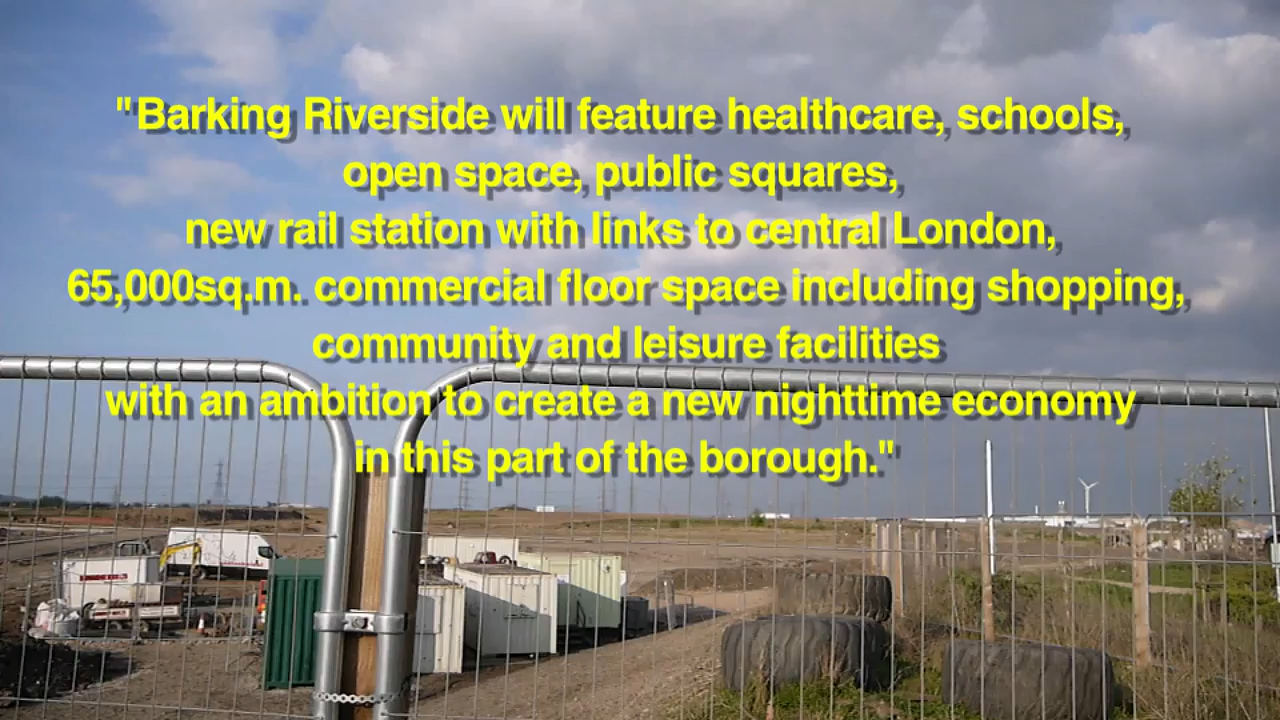 "Barking Riverside will feature healthcare, schools,
open space, public squares,
new rail station with links to central London,
65,000sq.m. commercial floor space including shopping,
community and leisure facilities
with an ambition to create a new nighttime economy
in this part of the borough."